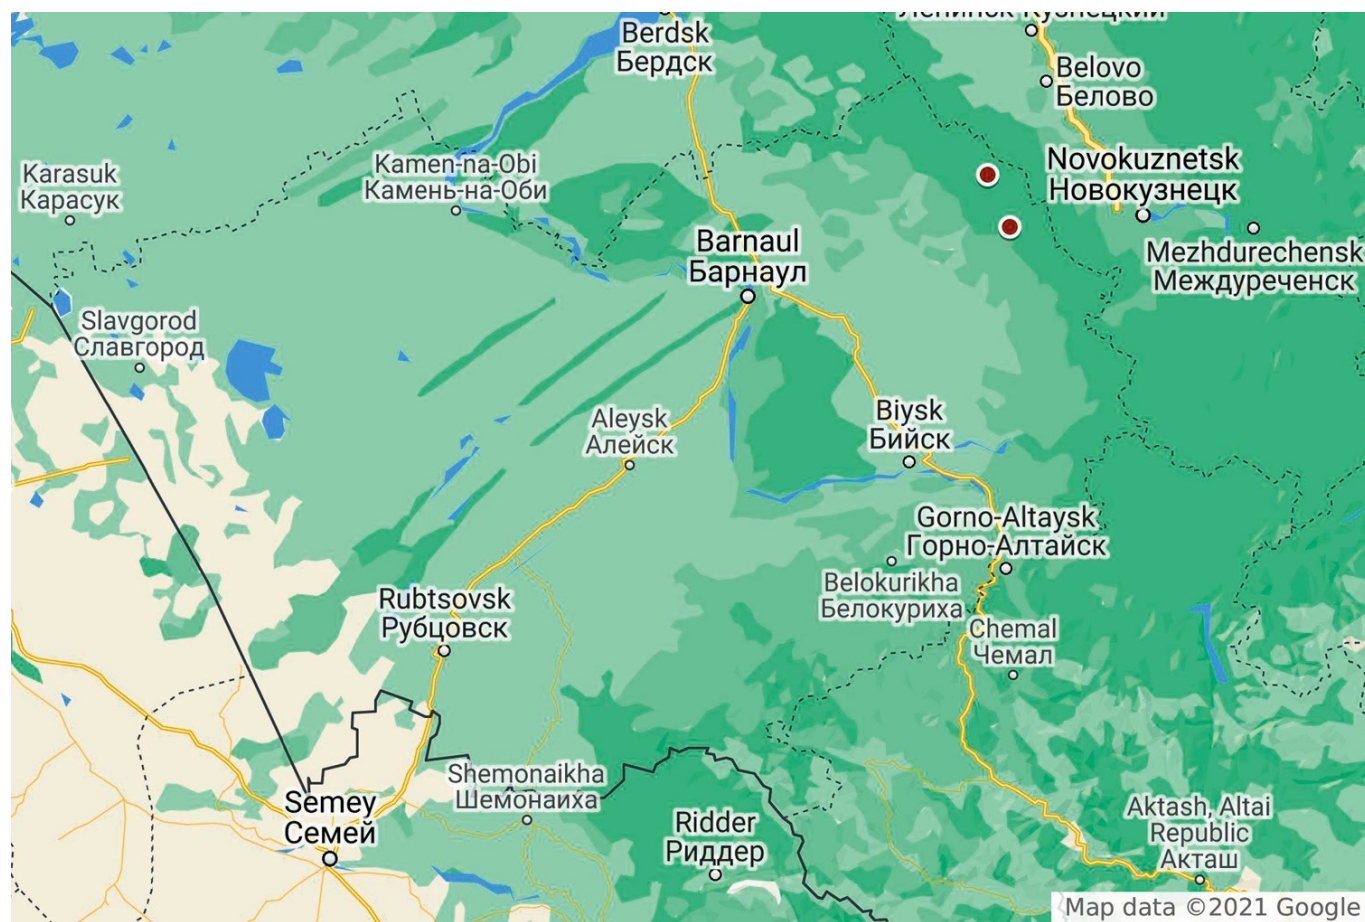 Ленинск-Кузнецкий
Berdsk
Бердск
Belovo
Белово
Karasuk
Карасук
Kamen-na-Obi
Камень-на-Оби
Novokuznetsk
Новокузнецк
Barnaul
Барнаул
Mezhdurechensk
Междуреченск
Slavgorod
Славгород
Aleysk
Алейск
Biysk
Бийск
Gorno-Altaysk
Горно-Алтайск
Belokurikha
Белокуриха
Rubtsovsk
Рубцовск
Chemal
Чемал
Shemonaikha
Шемонаиха
Semey
Семей
Ridder
Риддер
Aktash, Altai
Republic
Акташ
Map data ©2021 Google